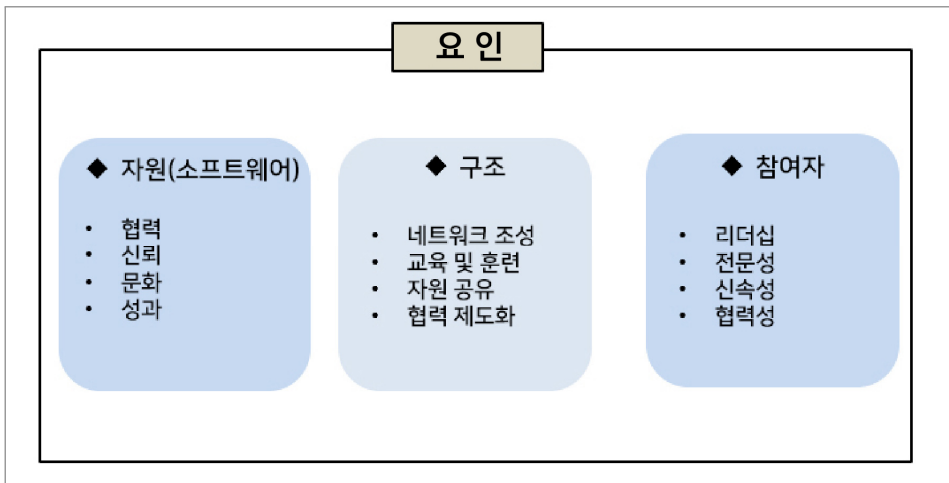 요 인
◆ 자원(소프트웨어)
• 협력
• 신뢰
• 문화
• 성과
◆ 구조
• 네트워크 조성
• 교육 및 훈련
• 자원 공유
• 협력 제도화
◆ 참여자
• 리더십
• 전문성
• 신속성
• 협력성